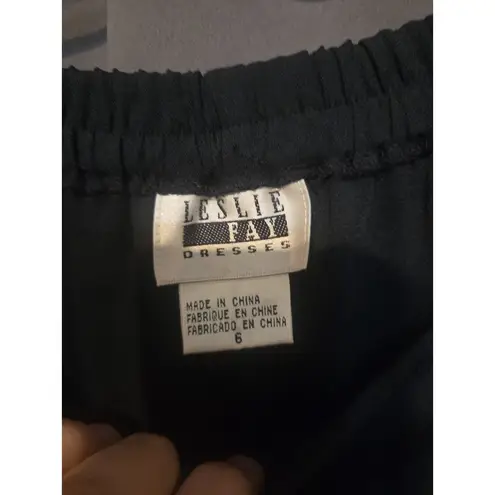 LESLIE
FAY
DRESSES
MADE IN CHINA
FABRIQUE EN CHINE
FABRICADO EN CHINA
6